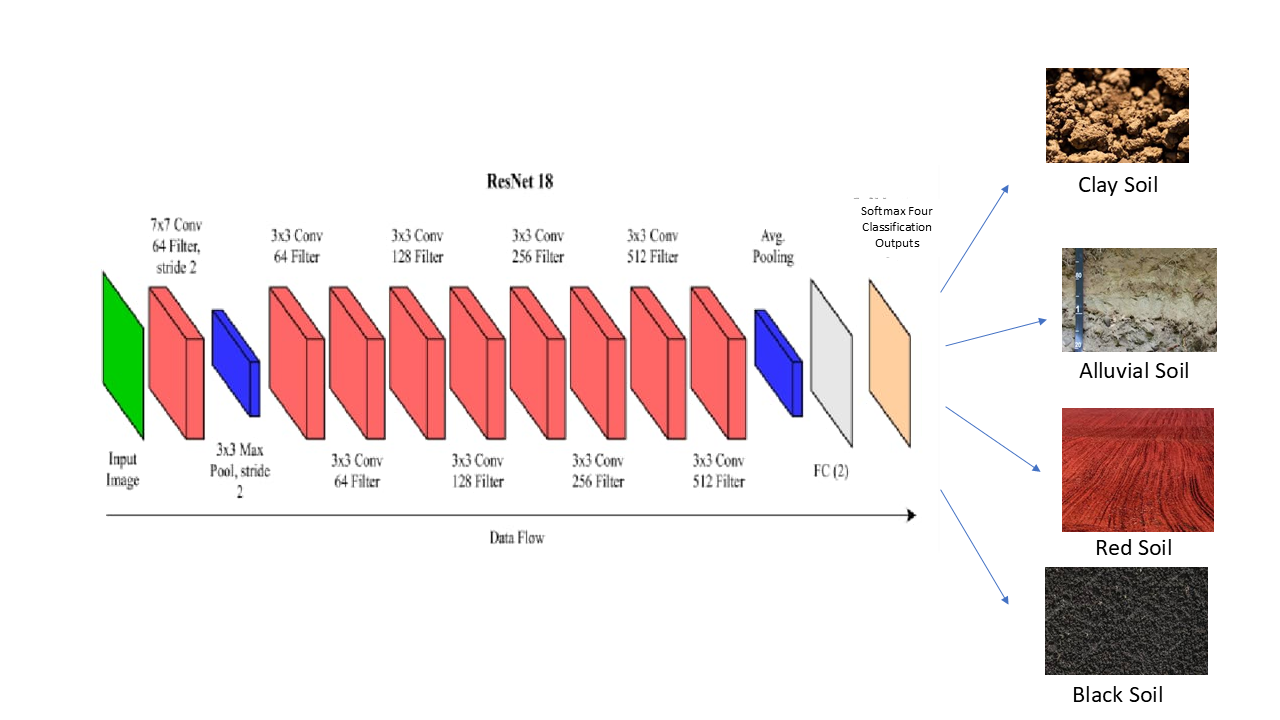 ResNet 18
7x7 Conv
64 Filter,
stride 2
3x3 Conv
64 Filter
3x3 Conv
128 Filter
3x3 Conv
256 Filter
3x3 Conv
512 Filter
Avg.
Pooling
Softmax Four
Classification
Outputs
Input
Image
3x3 Max
Pool, stride
2
3x3 Conv
64 Filter
3x3 Conv
128 Filter
3x3 Conv
256 Filter
3x3 Conv
512 Filter
FC (2)
Data Flow
Clay Soil
Alluvial Soil
Red Soil
Black Soil